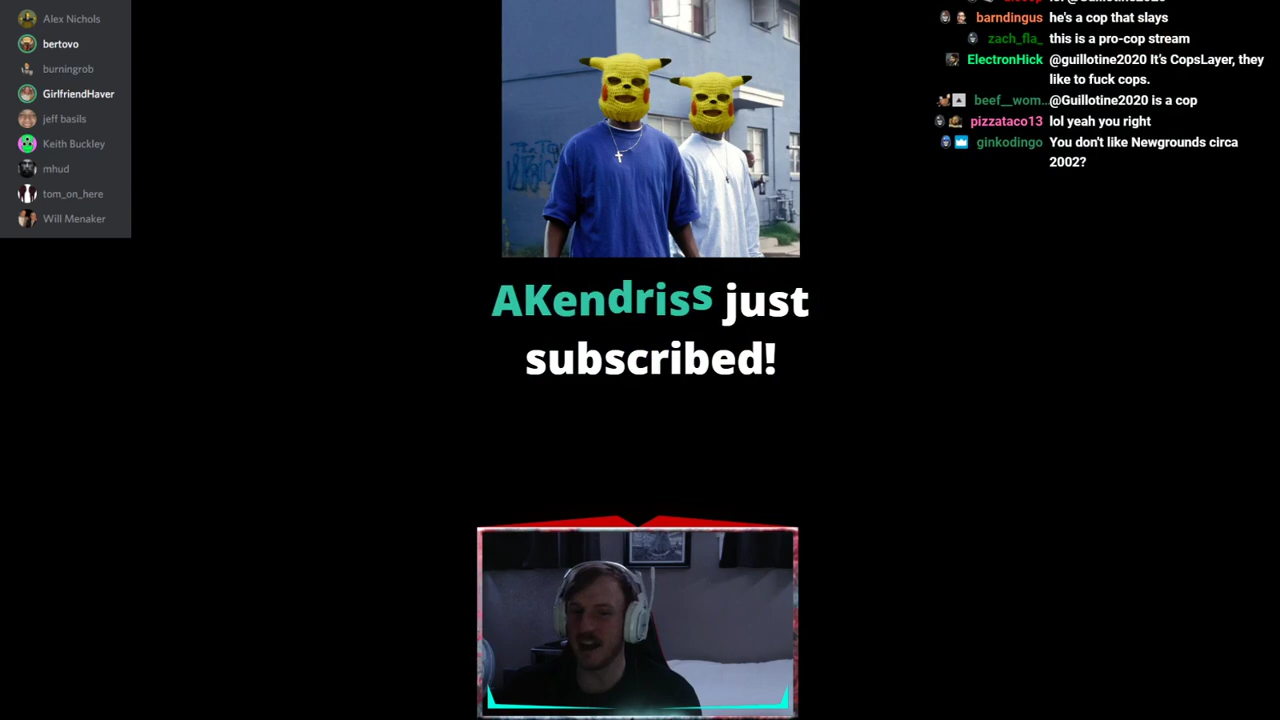 Alex Nichols
bertovo
burningrob
GirlfriendHaver
jeff basils
Keith Buckley
mhud
tom_on_here
Will Menaker
AKendriss just
subscribed!
barndingus he's a cop that slays
zach_fla_ this is a pro-cop stream
ElectronHick @guillotine2020 It's CopsLayer, they
like to fuck cops.
beef__wom... @Guillotine2020 is a cop
pizzataco13 lol yeah you right
ginkodingo You don't like Newgrounds circa
2002?